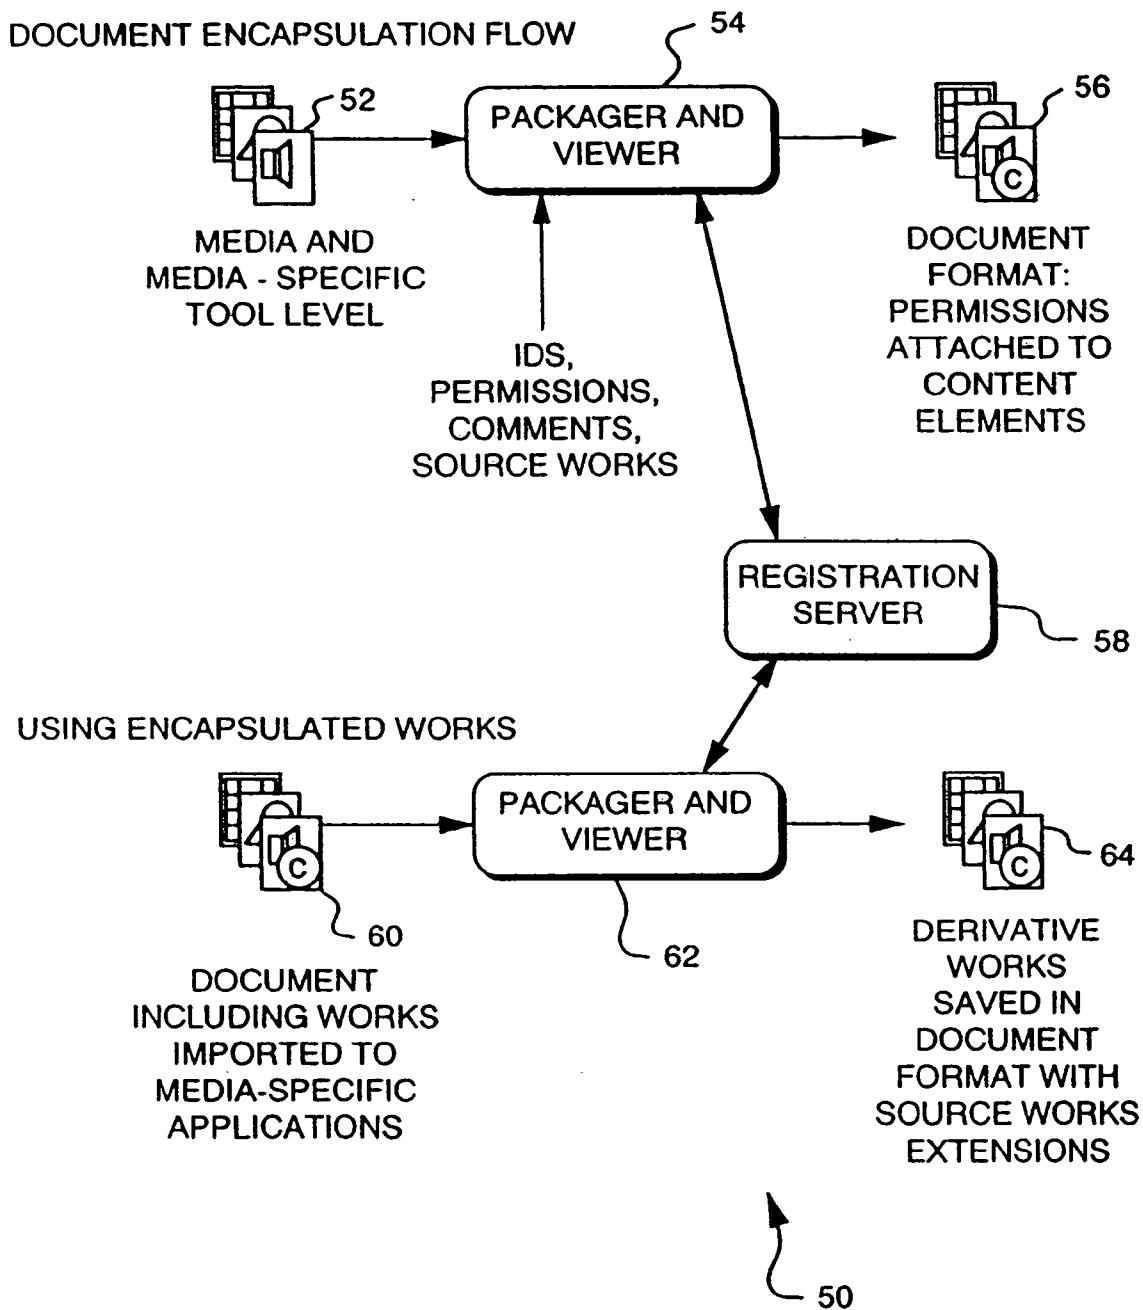 DOCUMENT ENCAPSULATION FLOW
54
52
PACKAGER AND
VIEWER
56
C
MEDIA AND
MEDIA - SPECIFIC
TOOL LEVEL
IDS,
PERMISSIONS,
COMMENTS,
SOURCE WORKS
DOCUMENT
FORMAT:
PERMISSIONS
ATTACHED TO
CONTENT
ELEMENTS
REGISTRATION
SERVER
58
USING ENCAPSULATED WORKS
C
60
PACKAGER AND
VIEWER
62
C
64
DOCUMENT
INCLUDING WORKS
IMPORTED TO
MEDIA-SPECIFIC
APPLICATIONS
DERIVATIVE
WORKS
SAVED IN
DOCUMENT
FORMAT WITH
SOURCE WORKS
EXTENSIONS
50